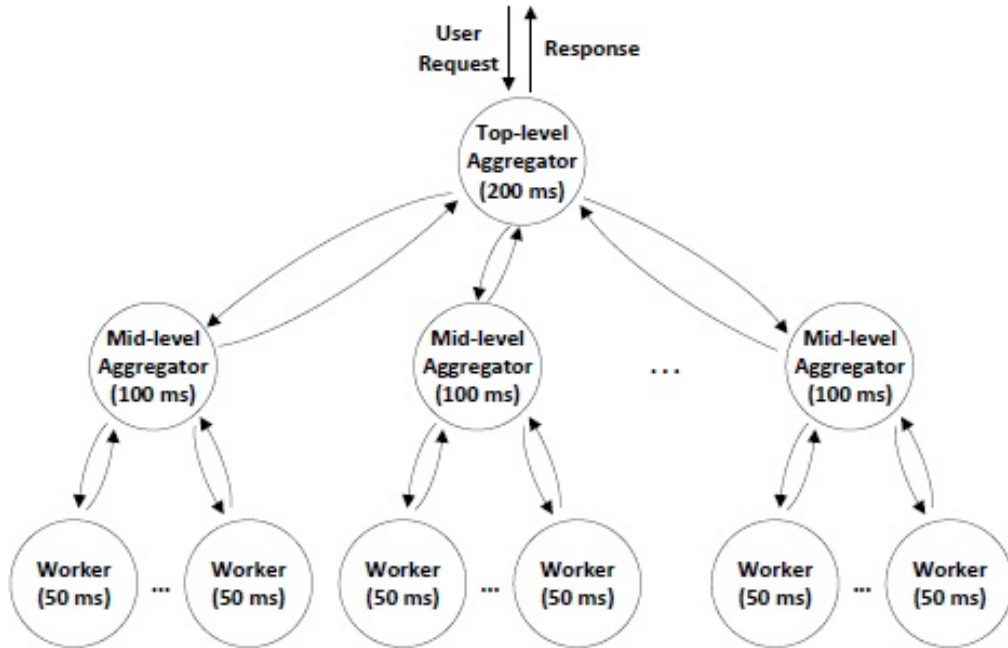 User
Request
Response
Top-level
Aggregator
(200 ms)
Mid-level
Aggregator
(100 ms)
Mid-level
Aggregator
(100 ms)
...
Mid-level
Aggregator
(100 ms)
Worker
(50 ms)
...
Worker
(50 ms)
Worker
(50 ms)
...
Worker
(50 ms)
Worker
(50 ms)
...
Worker
(50 ms)